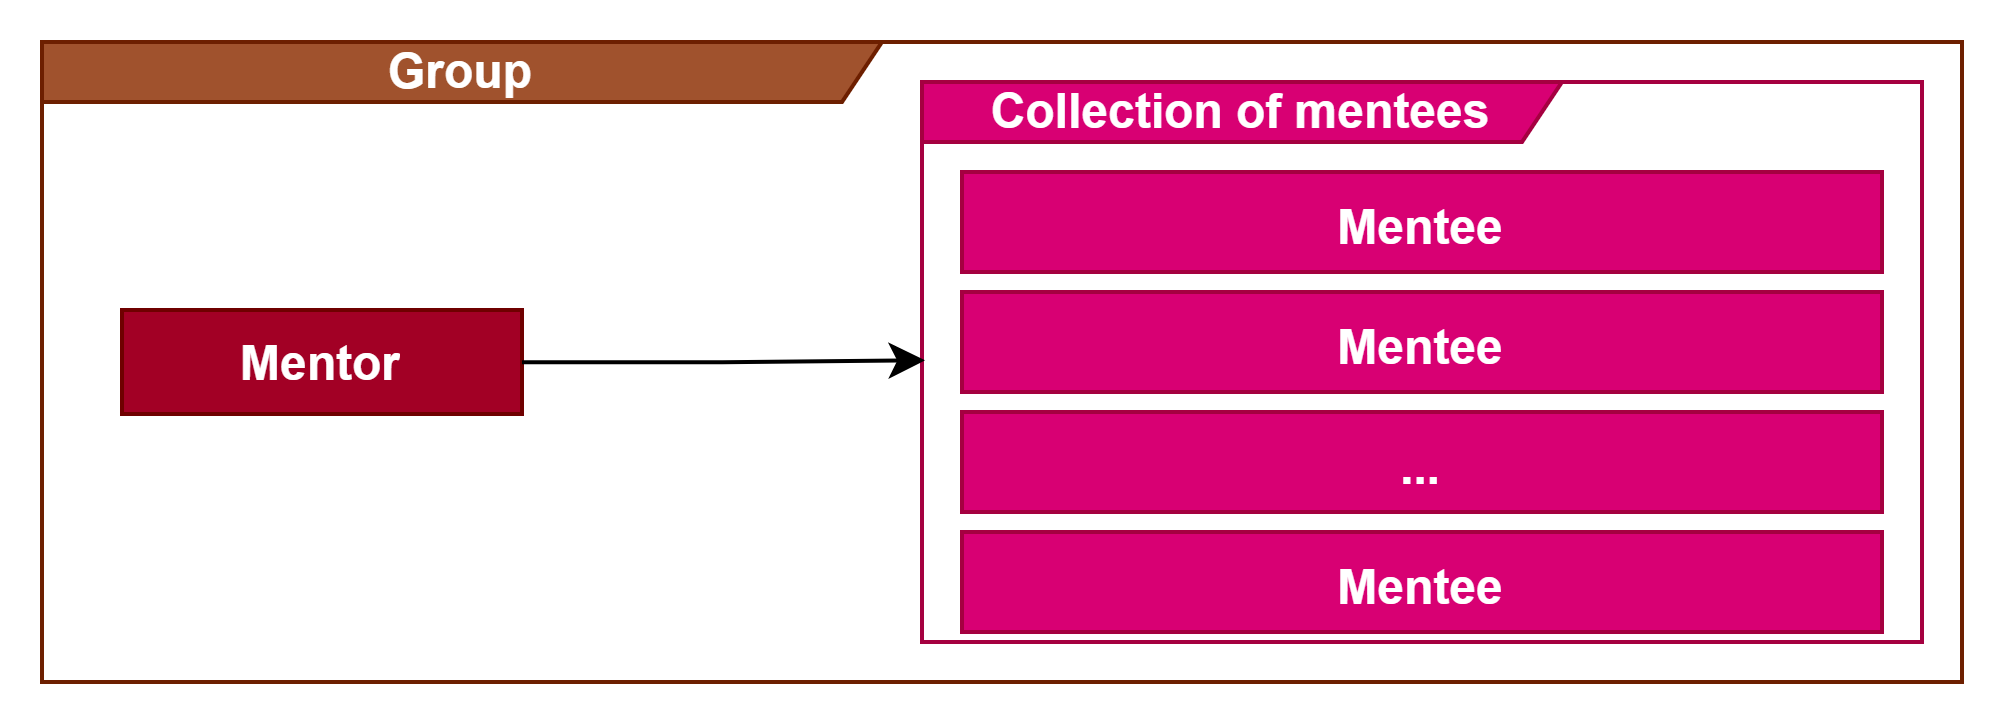 Group
Collection of mentees
Mentee
Mentor
Mentee
...
Mentee